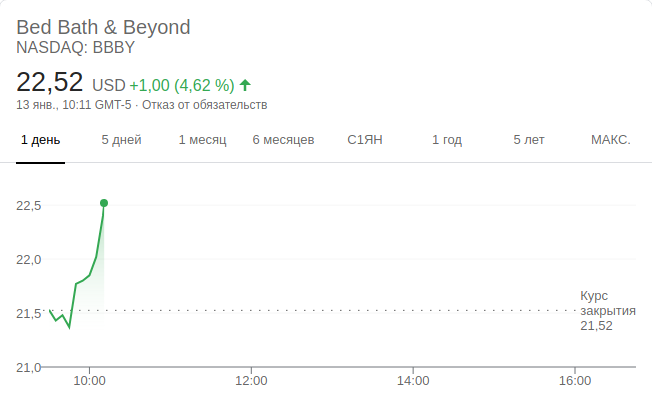 Bed Bath & Beyond
NASDAQ: BBBY
22,52 USD +1,00 (4,62 %)
13 янв., 10:11 GMT-5 · Отказ от обязательств
1 день 5 дней 1 месяц 6 месяцев С1ЯН 1 год 5 лет МАКС.
22,5
22,0
21,5
21,0
Курс
закрытия
21,52
10:00 12:00 14:00 16:00